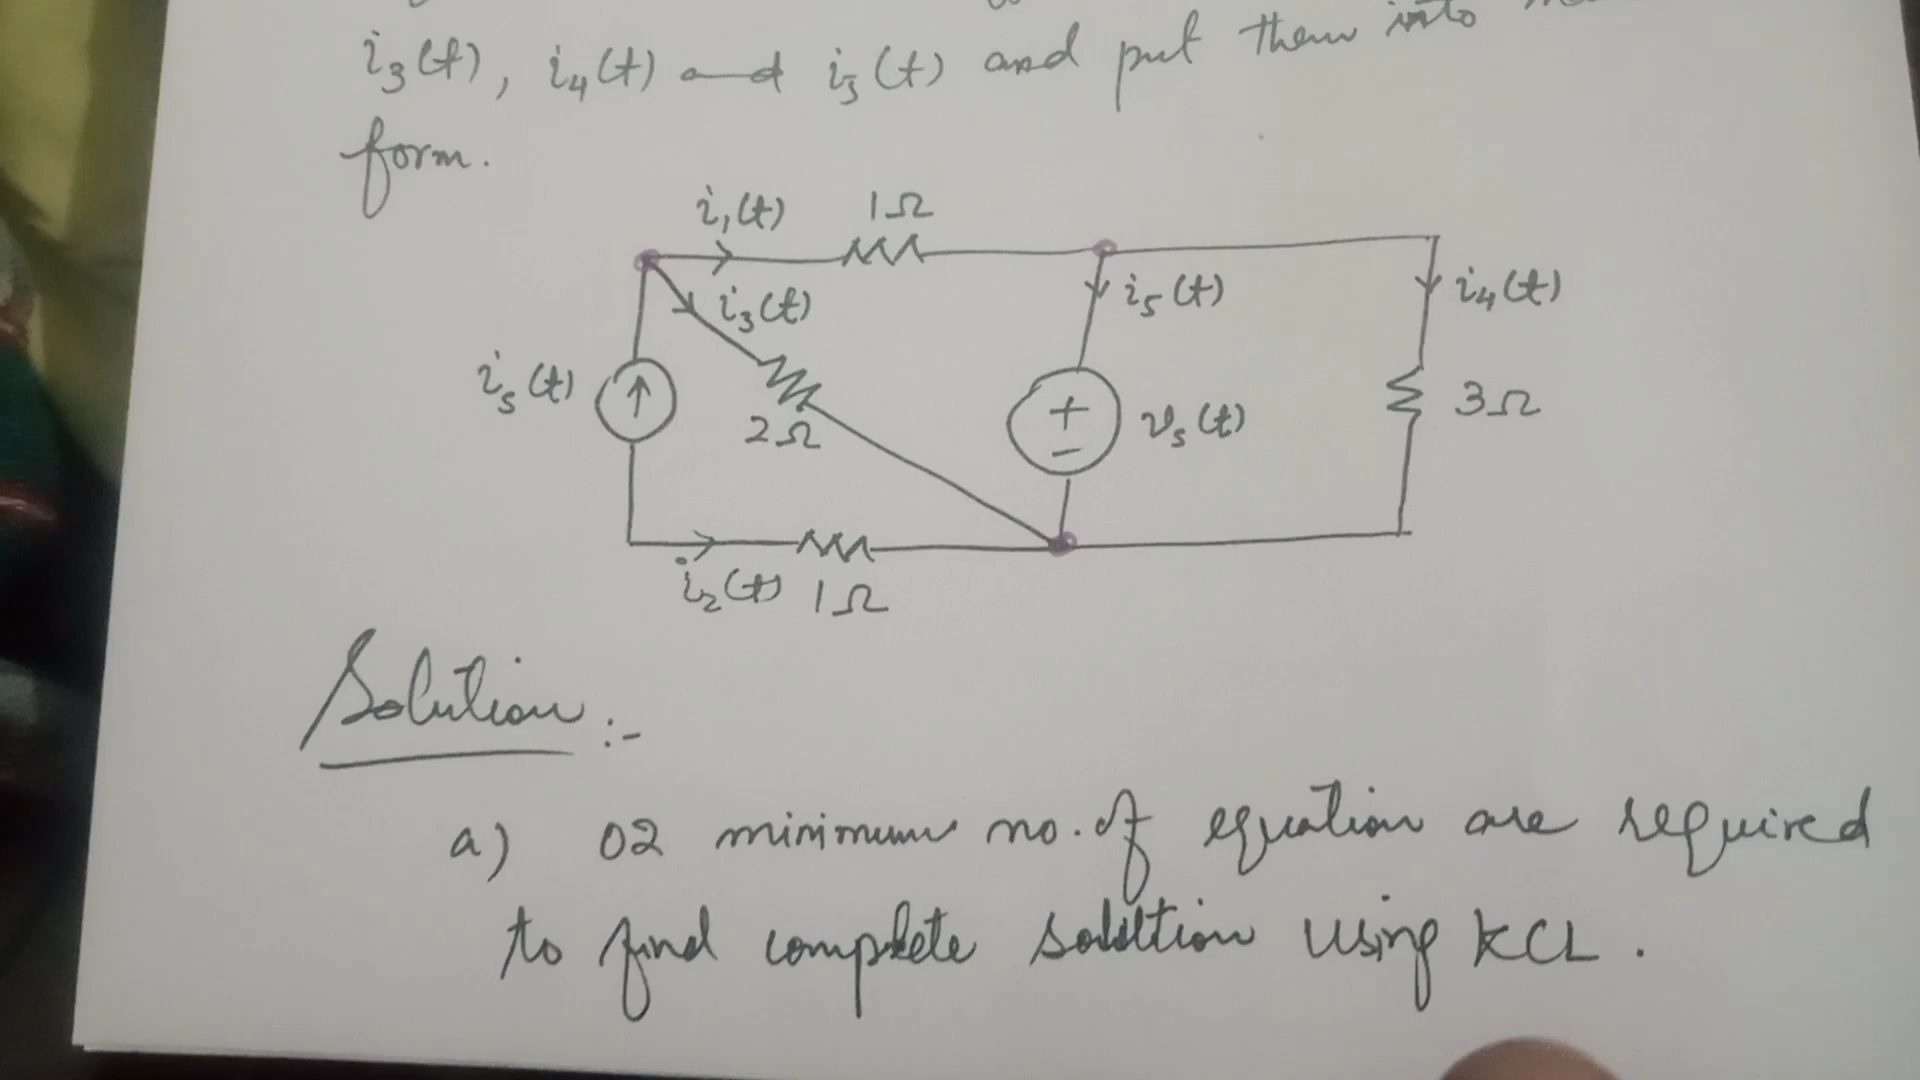 i₃(t), i₄(t) and i₅(t) and put them into
form.
i₁(t) 1Ω
i₃(t)
i₅(t)
i₄(t)
iₛ(t)
2Ω
+
−
vₛ(t)
3Ω
i₂(t) 1Ω
Solution :-
a) 02 minimum no. of equation are required
to find complete solution using KCL.